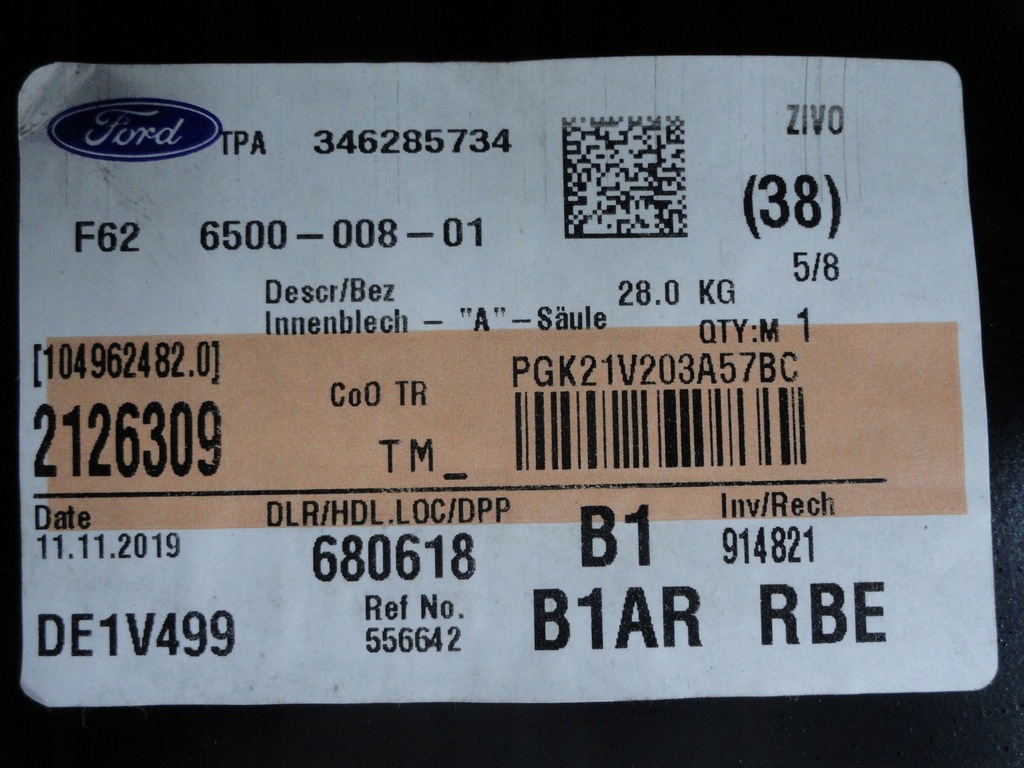 Ford TPA 346285734 ZIVO
(38)
F62 6500-008-01
5/8
Descr/Bez 28.0 KG
Innenblech - "A"-Säule QTY:M 1
[104962482.0] PGK21V203A57BC
CoO TR
2126309 TM_
Date DLR/HDL.LOC/DPP B1 Inv/Rech
11.11.2019 680618 914821
DE1V499 Ref No. B1AR RBE
556642